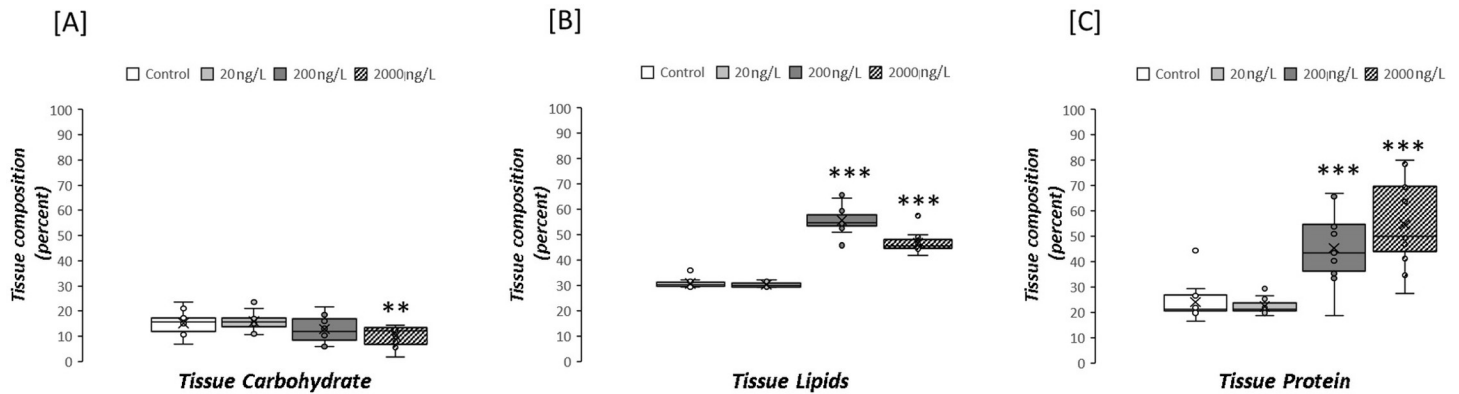 [A]
Control 20ng/L 200ng/L 2000ng/L
Tissue composition
(percent)
100
90
80
70
60
50
40
30
20
10
0
**
Tissue Carbohydrate
[B]
Control 20ng/L 200ng/L 2000ng/L
Tissue composition
(percent)
100
90
80
70
60
50
40
30
20
10
0
***
***
Tissue Lipids
[C]
Control 20ng/L 200ng/L 2000ng/L
Tissue composition
(percent)
100
90
80
70
60
50
40
30
20
10
0
***
***
Tissue Protein